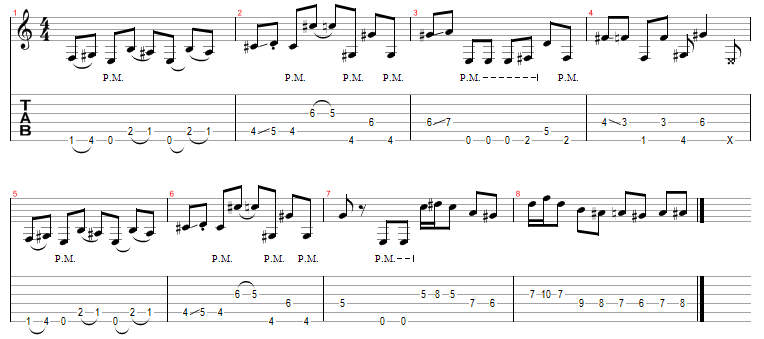 1 2 3 4
4
4
P.M. P.M. P.M. P.M. P.M. P.M.
T
A 6 5
6 6 7 4 3 3 6
B 2 1 2 1 4 5 4 5
1 4 0 0 4 4 0 0 0 2 2 1 4 X
5 6 7 8
P.M. P.M. P.M. P.M. P.M.
6 5 5 8 5 7 10 7
6 5 7 6 9 8 7 6 7 8
2 1 2 1 4 5 4
1 4 0 0 4 4 0 0